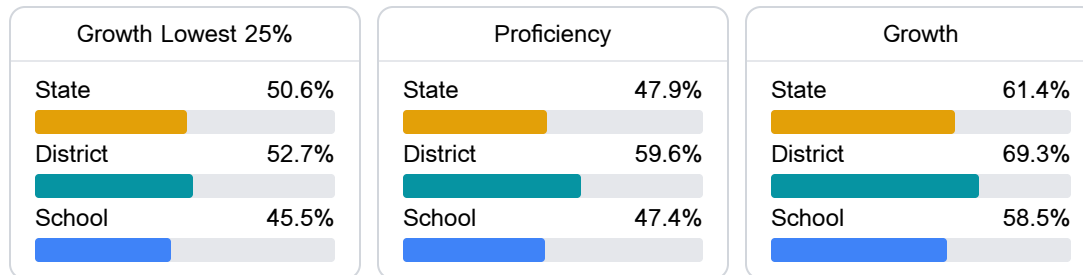 Growth Lowest 25%
State 50.6%
District 52.7%
School 45.5%
Proficiency
State 47.9%
District 59.6%
School 47.4%
Growth
State 61.4%
District 69.3%
School 58.5%